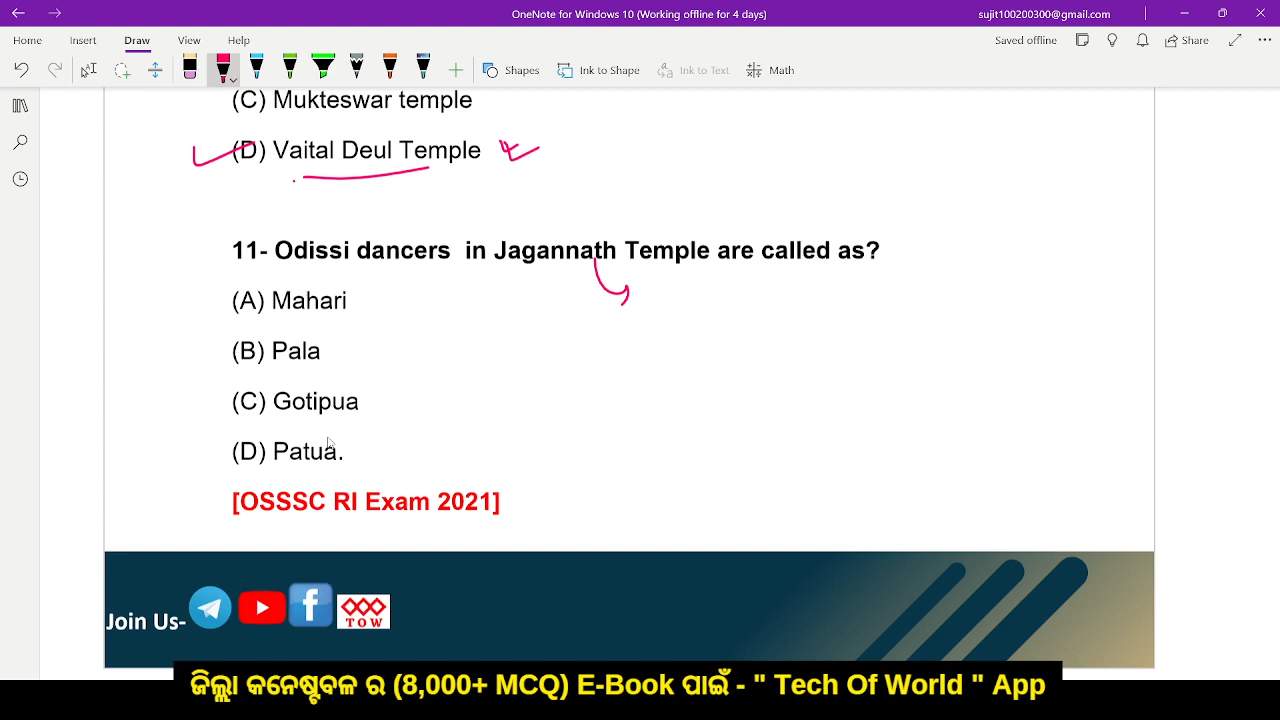 OneNote for Windows 10 (Working offline for 4 days)
sujit100200300@gmail.com
Home Insert Draw View Help
Saved offline Share
Shapes Ink to Shape Ink to Text Math
(C) Mukteswar temple
(D) Vaital Deul Temple
11- Odissi dancers in Jagannath Temple are called as?
(A) Mahari
(B) Pala
(C) Gotipua
(D) Patua.
[OSSSC RI Exam 2021]
Join Us-
TOW
ଜିଲ୍ଲା କନେଷ୍ଟବଳ ର (8,000+ MCQ) E-Book ପାଇଁ - " Tech Of World " App